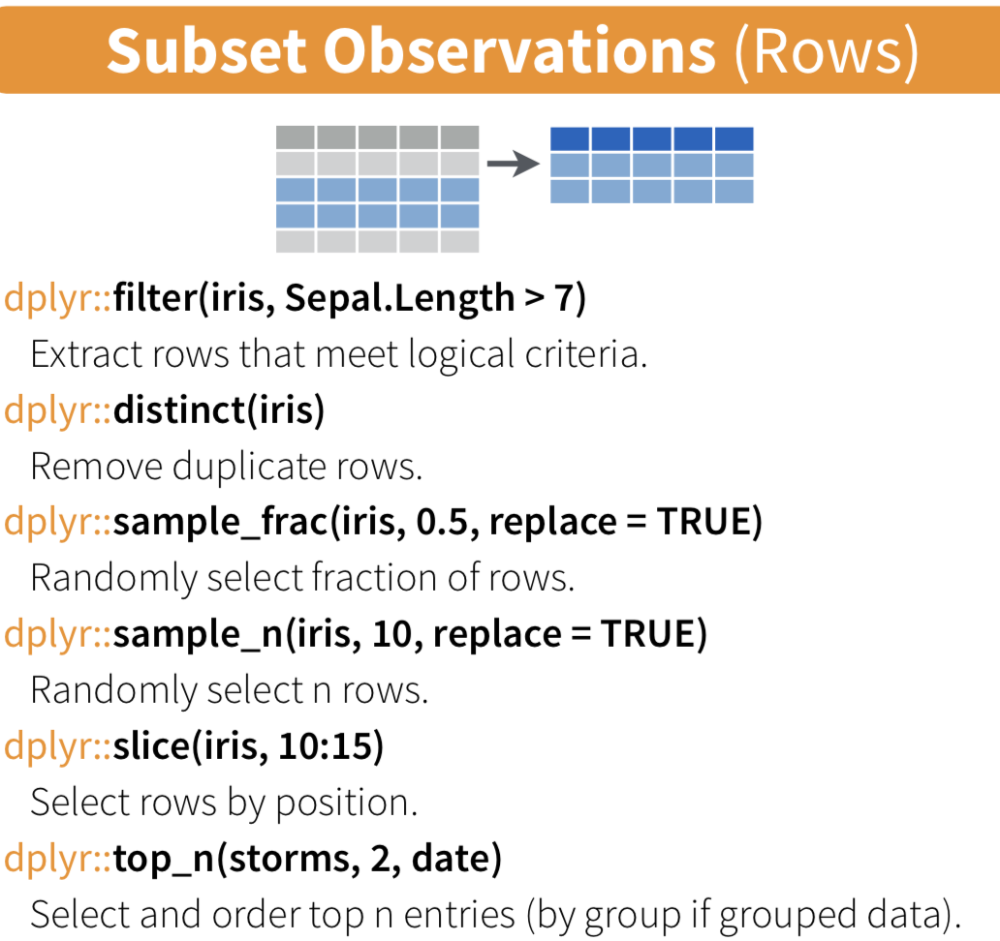 Subset Observations (Rows)
dplyr::filter(iris, Sepal.Length > 7)
Extract rows that meet logical criteria.
dplyr::distinct(iris)
Remove duplicate rows.
dplyr::sample_frac(iris, 0.5, replace = TRUE)
Randomly select fraction of rows.
dplyr::sample_n(iris, 10, replace = TRUE)
Randomly select n rows.
dplyr::slice(iris, 10:15)
Select rows by position.
dplyr::top_n(storms, 2, date)
Select and order top n entries (by group if grouped data).